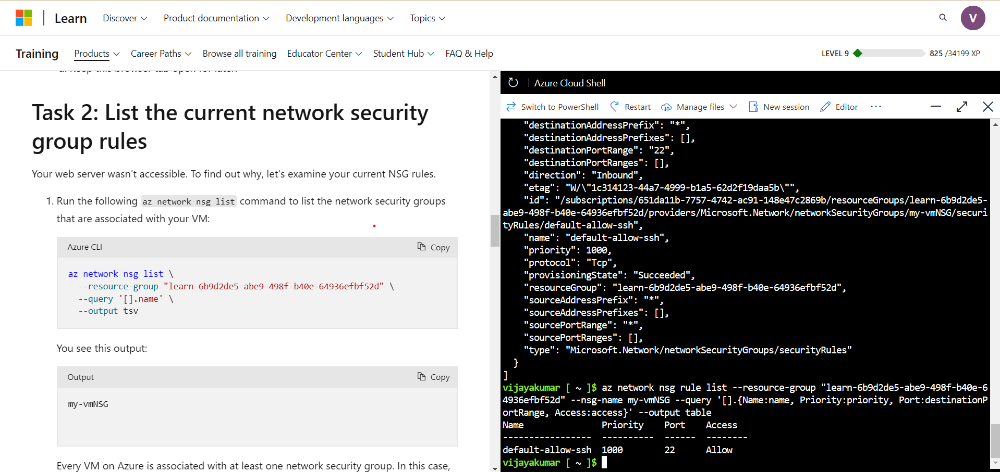 Learn
Discover
Product documentation
Development languages
Topics
V
Training
Products
Career Paths
Browse all training
Educator Center
Student Hub
FAQ & Help
LEVEL 9
825 /34199 XP
d. Keep this browser tab open for later.
Task 2: List the current network security
group rules
Your web server wasn't accessible. To find out why, let's examine your current NSG rules.
1. Run the following az network nsg list command to list the network security groups
that are associated with your VM:
Azure CLI
Copy
az network nsg list \
--resource-group "learn-6b9d2de5-abe9-498f-b40e-64936efbf52d" \
--query '[].name' \
--output tsv
You see this output:
Output
Copy
my-vmNSG
Every VM on Azure is associated with at least one network security group. In this case,
Azure Cloud Shell
Switch to PowerShell
Restart
Manage files
New session
Editor
"destinationAddressPrefix": "*",
"destinationAddressPrefixes": [],
"destinationPortRange": "22",
"destinationPortRanges": [],
"direction": "Inbound",
"etag": "W/\"1c314123-44a7-4999-b1a5-62d2f19daa5b\"",
"id": "/subscriptions/651da11b-7757-4742-ac91-148e47c2869b/resourceGroups/learn-6b9d2de5-
abe9-498f-b40e-64936efbf52d/providers/Microsoft.Network/networkSecurityGroups/my-vmNSG/securi
tyRules/default-allow-ssh",
"name": "default-allow-ssh",
"priority": 1000,
"protocol": "Tcp",
"provisioningState": "Succeeded",
"resourceGroup": "learn-6b9d2de5-abe9-498f-b40e-64936efbf52d",
"sourceAddressPrefix": "*",
"sourceAddressPrefixes": [],
"sourcePortRange": "*",
"sourcePortRanges": [],
"type": "Microsoft.Network/networkSecurityGroups/securityRules"
}
]
vijayakumar [ ~ ]$ az network nsg rule list --resource-group "learn-6b9d2de5-abe9-498f-b40e-6
4936efbf52d" --nsg-name my-vmNSG --query '[].{Name:name, Priority:priority, Port:destinationP
ortRange, Access:access}' --output table
Name Priority Port Access
----------------- ---------- ------ --------
default-allow-ssh 1000 22 Allow
vijayakumar [ ~ ]$